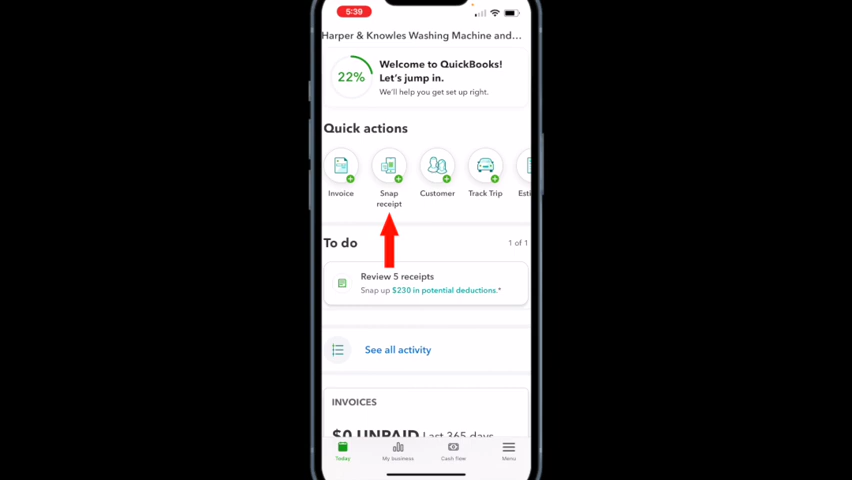 5:39
Harper & Knowles Washing Machine and...
22%
Welcome to QuickBooks!
Let's jump in.
We'll help you get set up right.
Quick actions
Invoice
Snap receipt
Customer
Track Trip
Esti
To do
1 of 1
Review 5 receipts
Snap up $230 in potential deductions.*
See all activity
INVOICES
$0 UNPAID Last 365 days
Today
My business
Cash flow
Menu